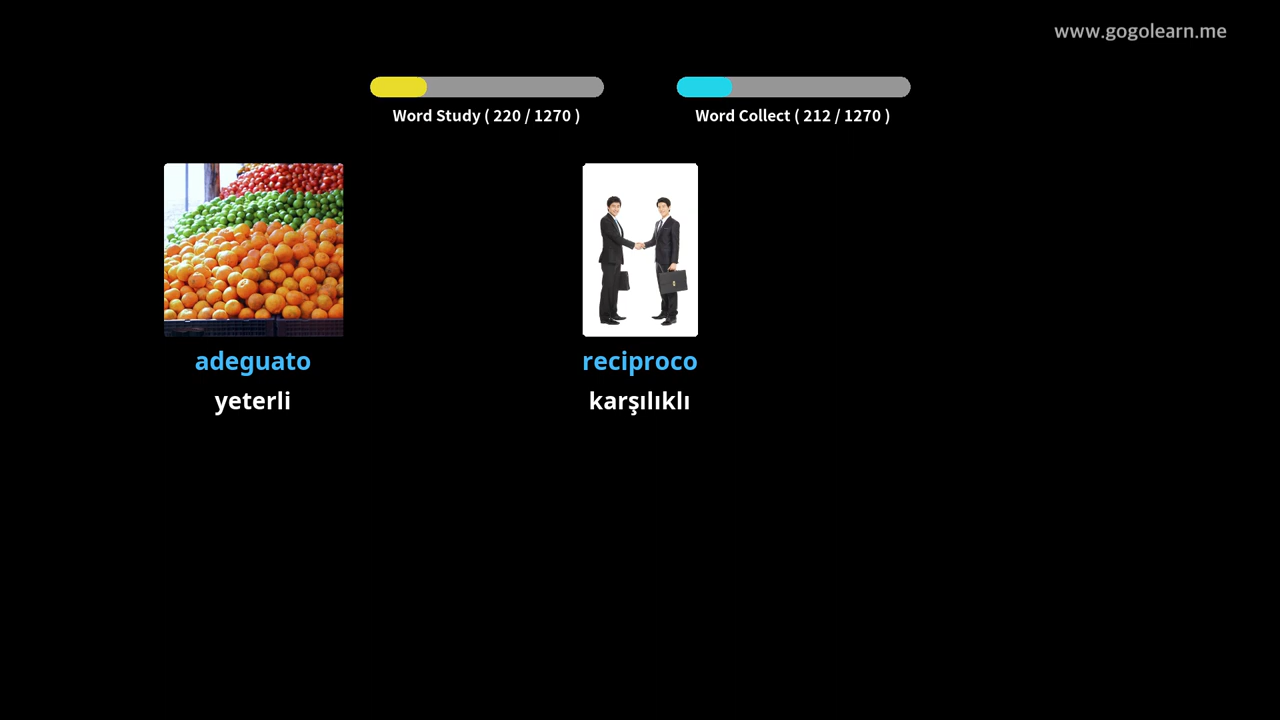 www.gogolearn.me
Word Study ( 220 / 1270 )
Word Collect ( 212 / 1270 )
adeguato
reciproco
yeterli
karşılıklı